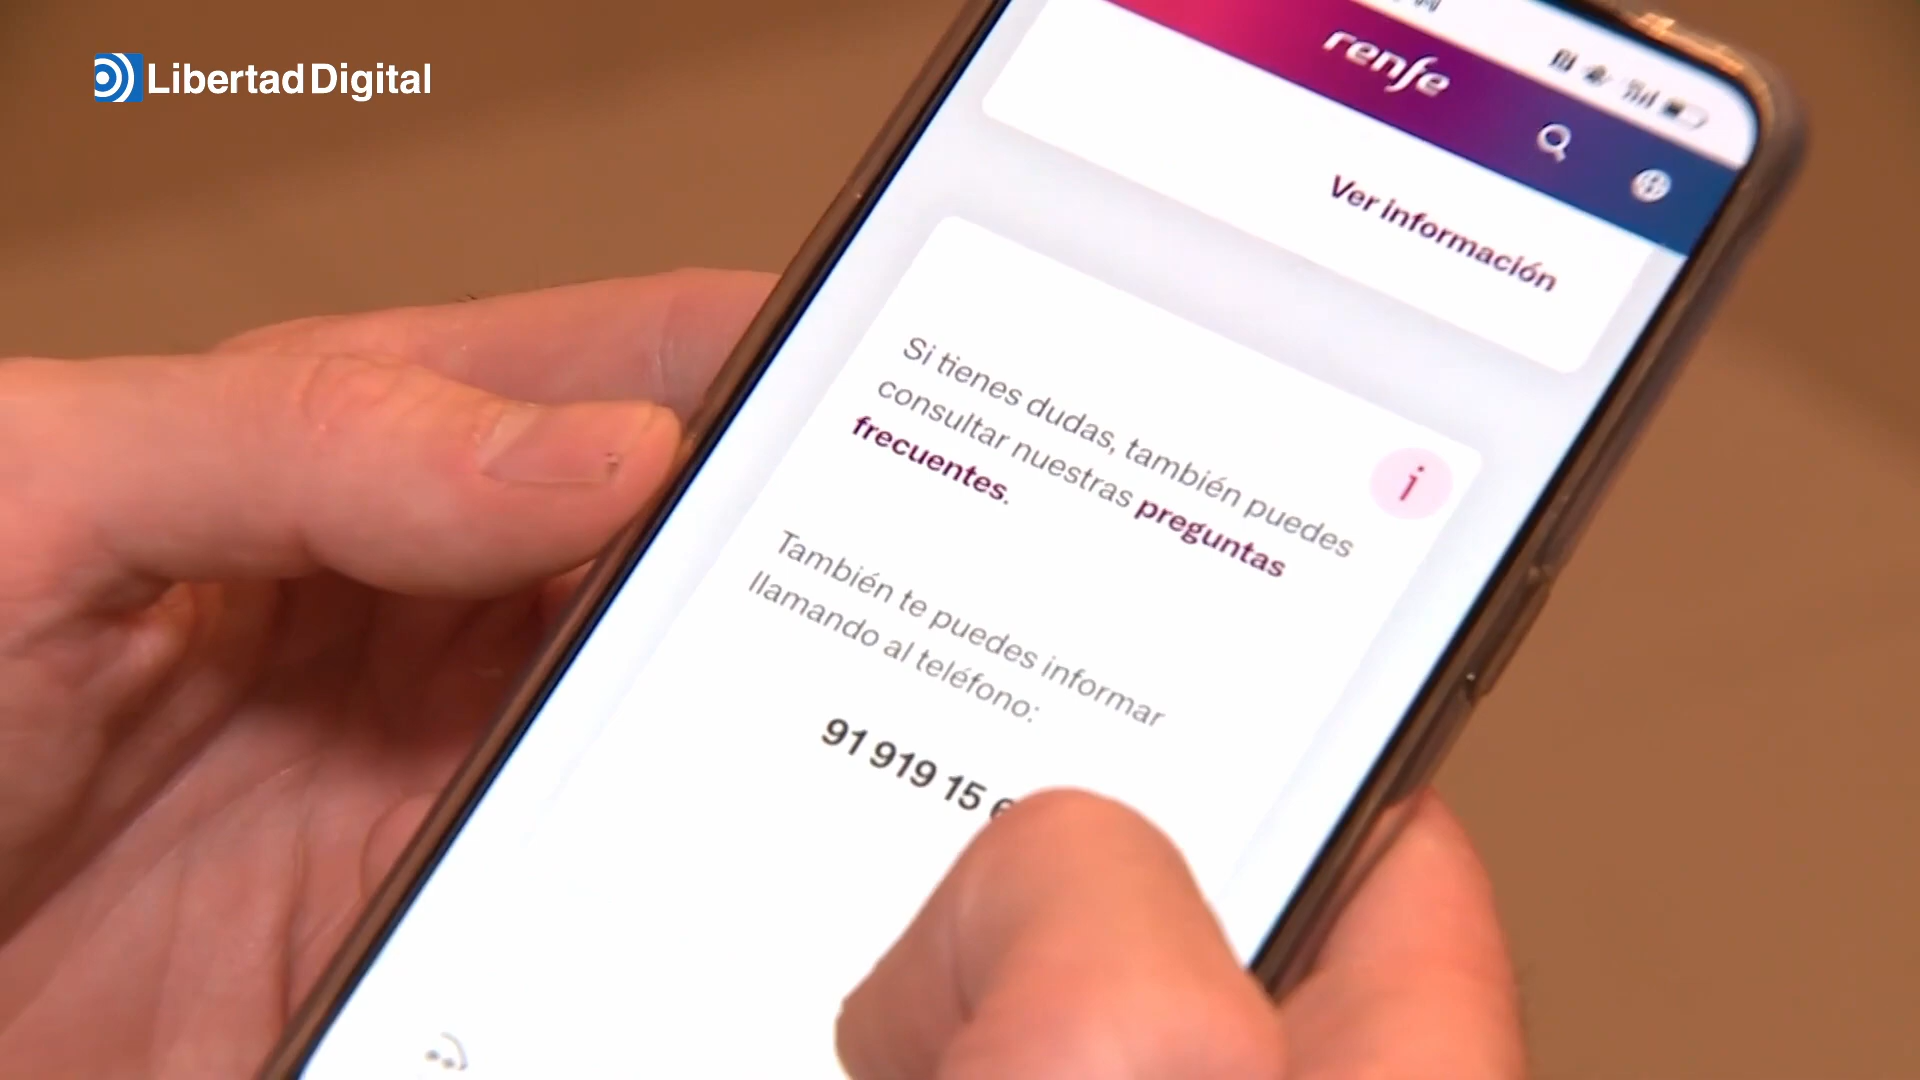 Libertad Digital
renfe
Ver información
Si tienes dudas, también puedes
consultar nuestras preguntas
frecuentes.
i
También te puedes informar
llamando al teléfono:
91 919 15